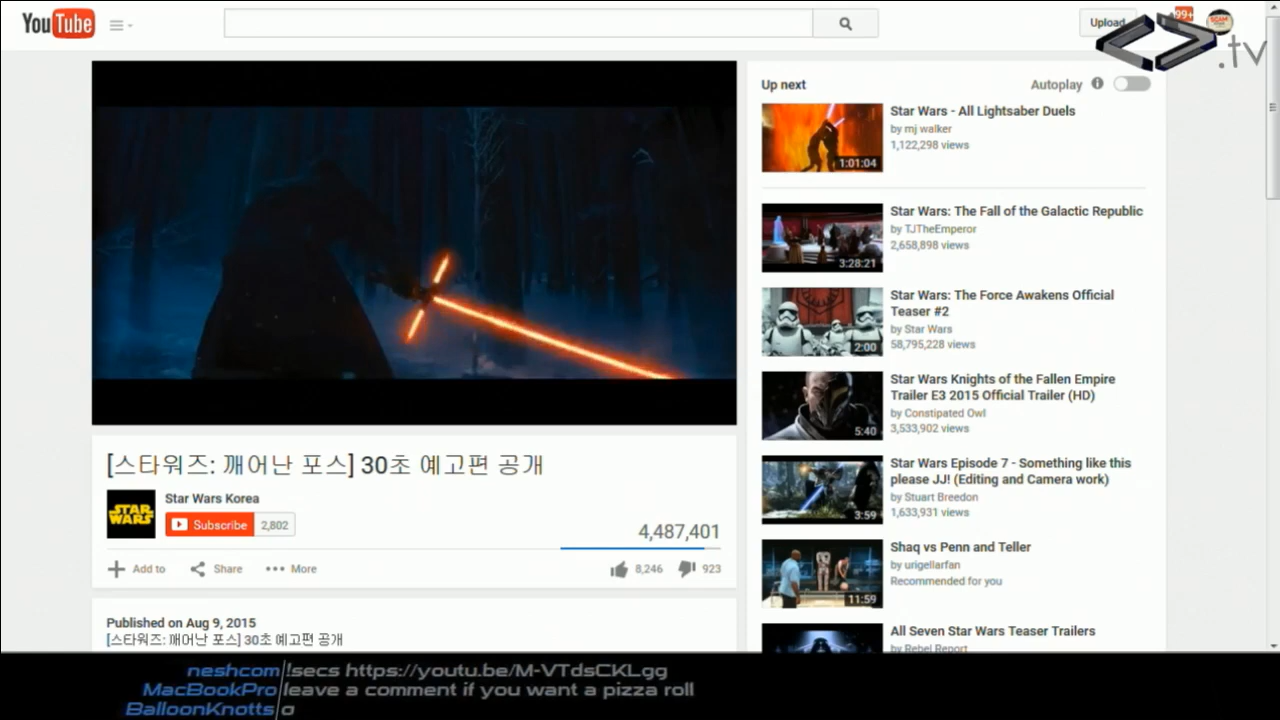 YouTube
Upload
99+
.tv
Up next
Autoplay
Star Wars - All Lightsaber Duels
by mj walker
1,122,298 views
1:01:04
Star Wars: The Fall of the Galactic Republic
by TJTheEmperor
2,658,898 views
3:28:21
Star Wars: The Force Awakens Official
Teaser #2
by Star Wars
58,795,228 views
2:00
Star Wars Knights of the Fallen Empire
Trailer E3 2015 Official Trailer (HD)
by Constipated Owl
3,533,902 views
5:40
Star Wars Episode 7 - Something like this
please JJ! (Editing and Camera work)
by Stuart Breedon
1,633,931 views
3:59
Shaq vs Penn and Teller
by urigellarfan
Recommended for you
11:59
All Seven Star Wars Teaser Trailers
by Rebel Report
[스타워즈: 깨어난 포스] 30초 예고편 공개
STAR WARS
Star Wars Korea
Subscribe 2,802
4,487,401
Add to Share More
8,246 923
Published on Aug 9, 2015
[스타워즈: 깨어난 포스] 30초 예고편 공개
neshcom !secs https://youtu.be/M-VTdsCKLgg
MacBookPro leave a comment if you want a pizza roll
BalloonKnotts a